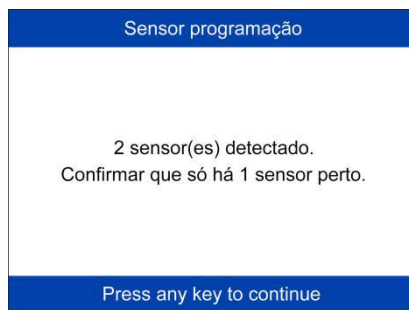 Sensor programação
2 sensor(es) detectado.
Confirmar que só há 1 sensor perto.
Press any key to continue